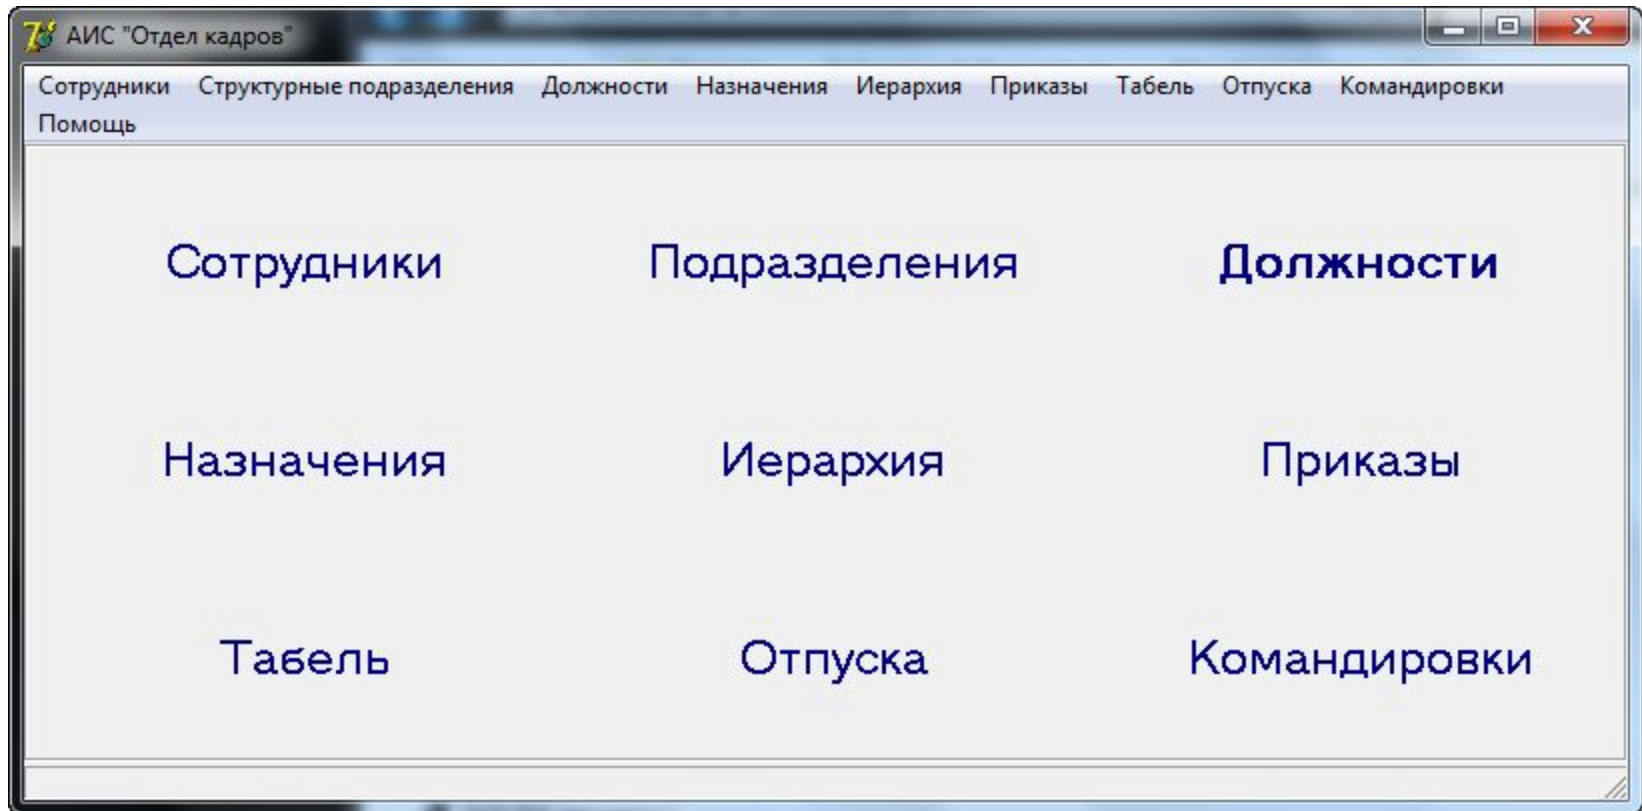 АИС "Отдел кадров"
Сотрудники Структурные подразделения Должности Назначения Иерархия Приказы Табель Отпуска Командировки
Помощь
Сотрудники Подразделения Должности
Назначения Иерархия Приказы
Табель Отпуска Командировки